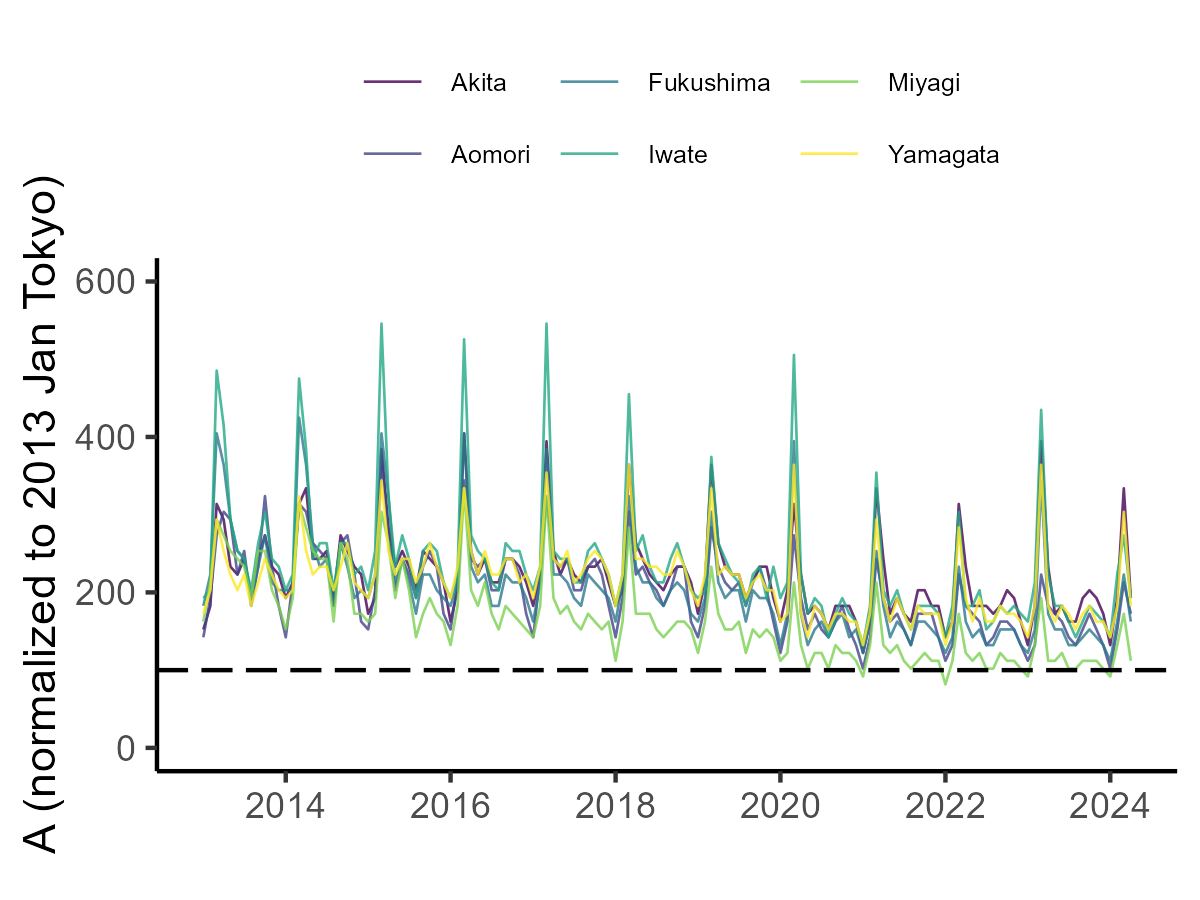 Akita
Fukushima
Miyagi
Aomori
Iwate
Yamagata
A (normalized to 2013 Jan Tokyo)
600
400
200
0
2014
2016
2018
2020
2022
2024